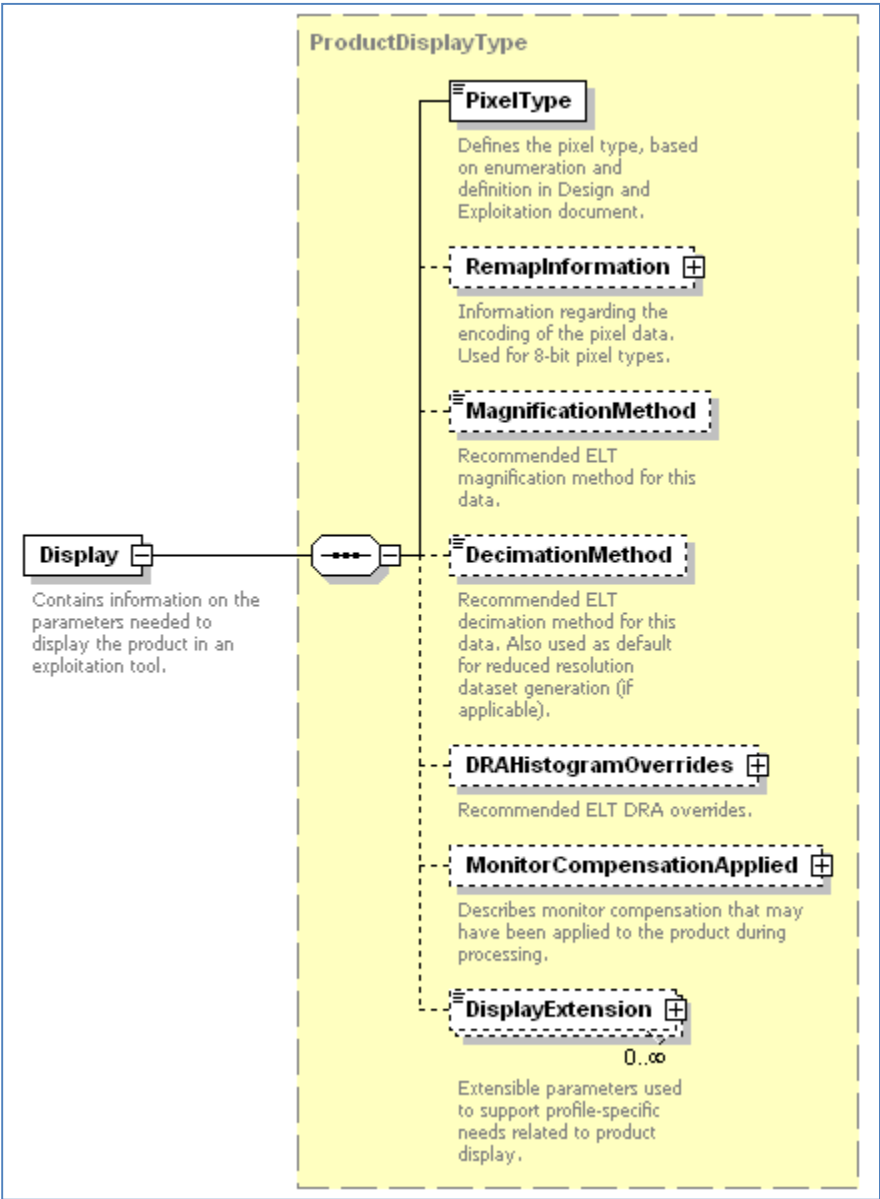 ProductDisplayType
PixelType
Defines the pixel type, based
on enumeration and
definition in Design and
Exploitation document.
RemapInformation
Information regarding the
encoding of the pixel data.
Used for 8-bit pixel types.
MagnificationMethod
Recommended ELT
magnification method for this
data.
Display
Contains information on the
parameters needed to
display the product in an
exploitation tool.
DecimationMethod
Recommended ELT
decimation method for this
data. Also used as default
for reduced resolution
dataset generation (if
applicable).
DRAHistogramOverrides
Recommended ELT DRA overrides.
MonitorCompensationApplied
Describes monitor compensation that may
have been applied to the product during
processing.
DisplayExtension
0..∞
Extensible parameters used
to support profile-specific
needs related to product
display.